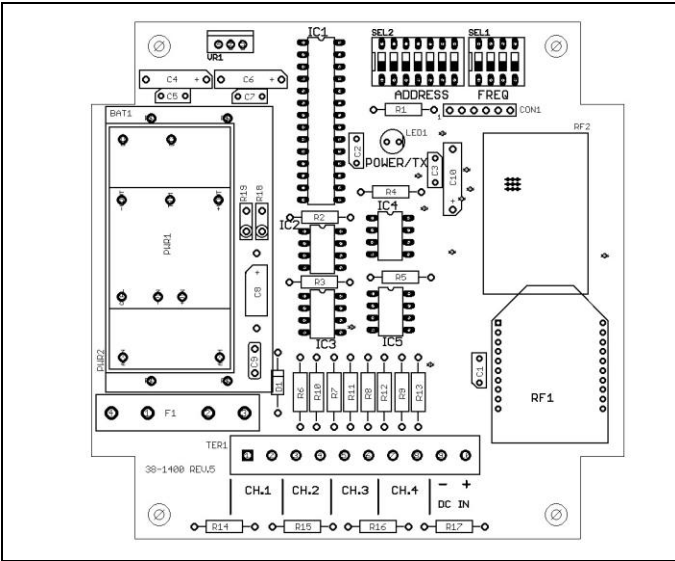 IC1
SEL2
SEL1
VR1
C4 +
C6 +
C5
C7
ADDRESS
FREQ
R1
1
CON1
BAT1
LED1
RF2
C2
POWER/TX
C3
C10
+
R4
R19
R18
IC4
R2
IC2
PWR1
+
C8
R3
R5
IC3
IC5
PWR2
C9
D1
C1
R6
R10
R7
R11
R8
R12
R9
R13
RF1
F1
TER1
38-1400 REV.5
CH.1
CH.2
CH.3
CH.4
- +
DC IN
R14
R15
R16
R17